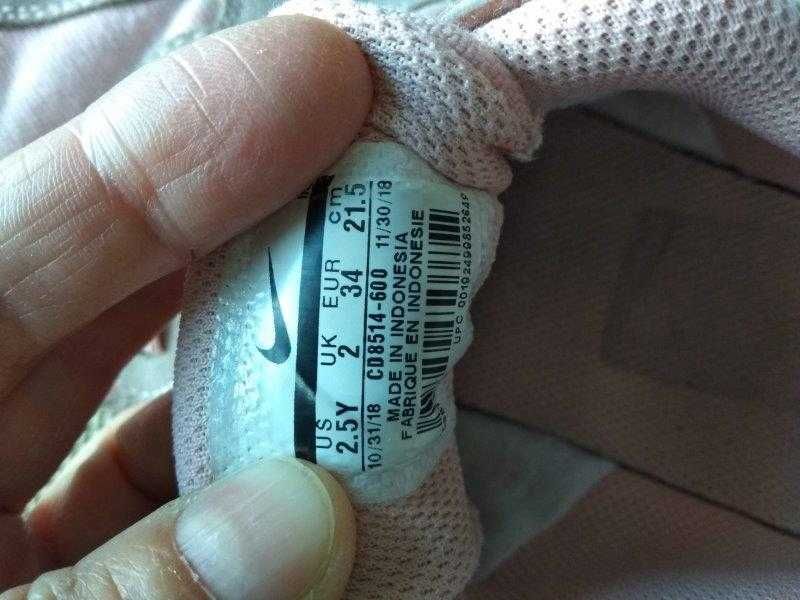 US UK EUR cm
2.5Y 2 34 21.5
10/31/18 CD8514-600 11/30/18
MADE IN INDONESIA
FABRIQUE EN INDONESIE
UPC